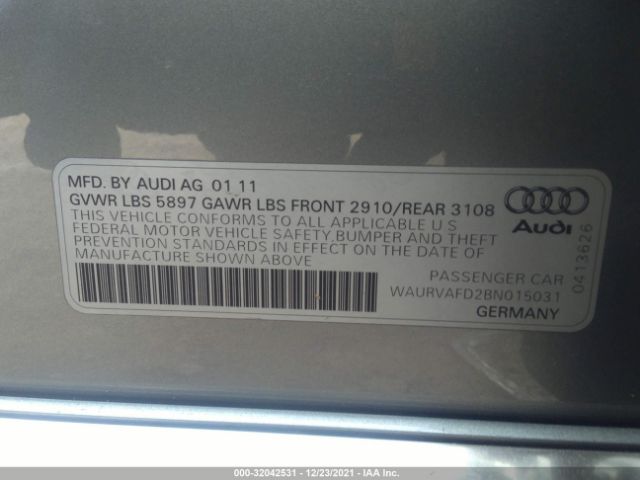 MFD. BY AUDI AG 01 11
GVWR LBS 5897 GAWR LBS FRONT 2910/REAR 3108
THIS VEHICLE CONFORMS TO ALL APPLICABLE U S
FEDERAL MOTOR VEHICLE SAFETY,BUMPER AND THEFT
PREVENTION STANDARDS IN EFFECT ON THE DATE OF
MANUFACTURE SHOWN ABOVE
Audi
0413626
PASSENGER CAR
WAURVAFD2BN015031
GERMANY
000-32042531 - 12/23/2021 - IAA Inc.